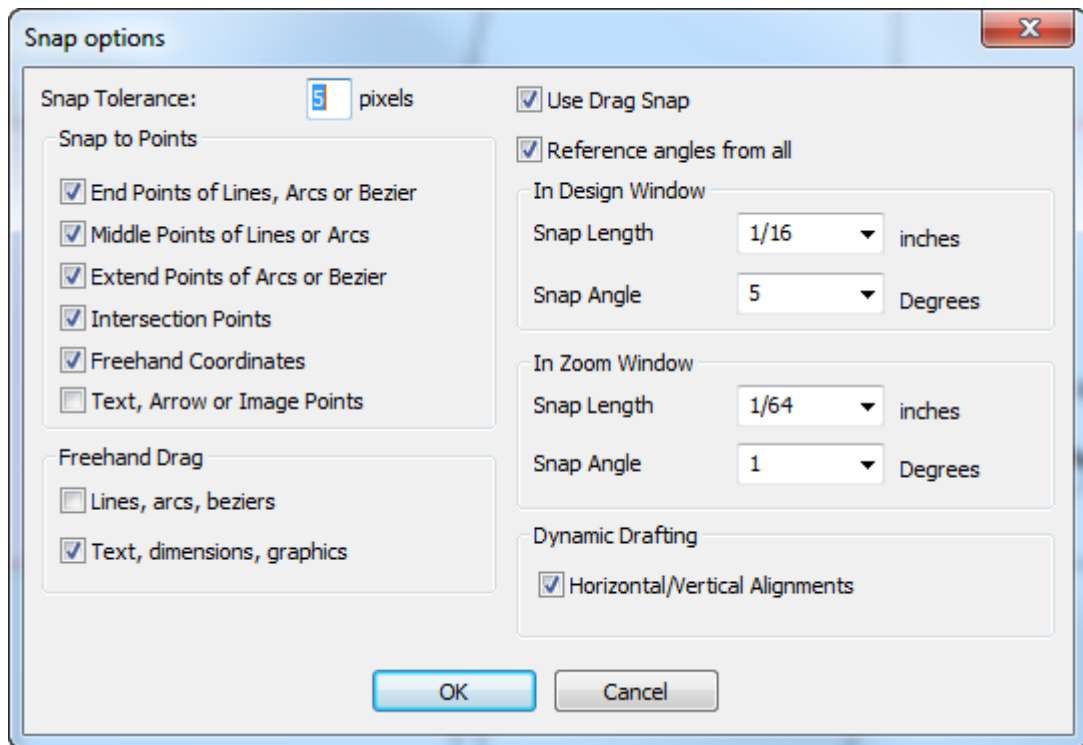 Snap options
Snap Tolerance: 5 pixels
Snap to Points
End Points of Lines, Arcs or Bezier
Middle Points of Lines or Arcs
Extend Points of Arcs or Bezier
Intersection Points
Freehand Coordinates
Text, Arrow or Image Points
Freehand Drag
Lines, arcs, beziers
Text, dimensions, graphics
Use Drag Snap
Reference angles from all
In Design Window
Snap Length 1/16 inches
Snap Angle 5 Degrees
In Zoom Window
Snap Length 1/64 inches
Snap Angle 1 Degrees
Dynamic Drafting
Horizontal/Vertical Alignments
OK Cancel